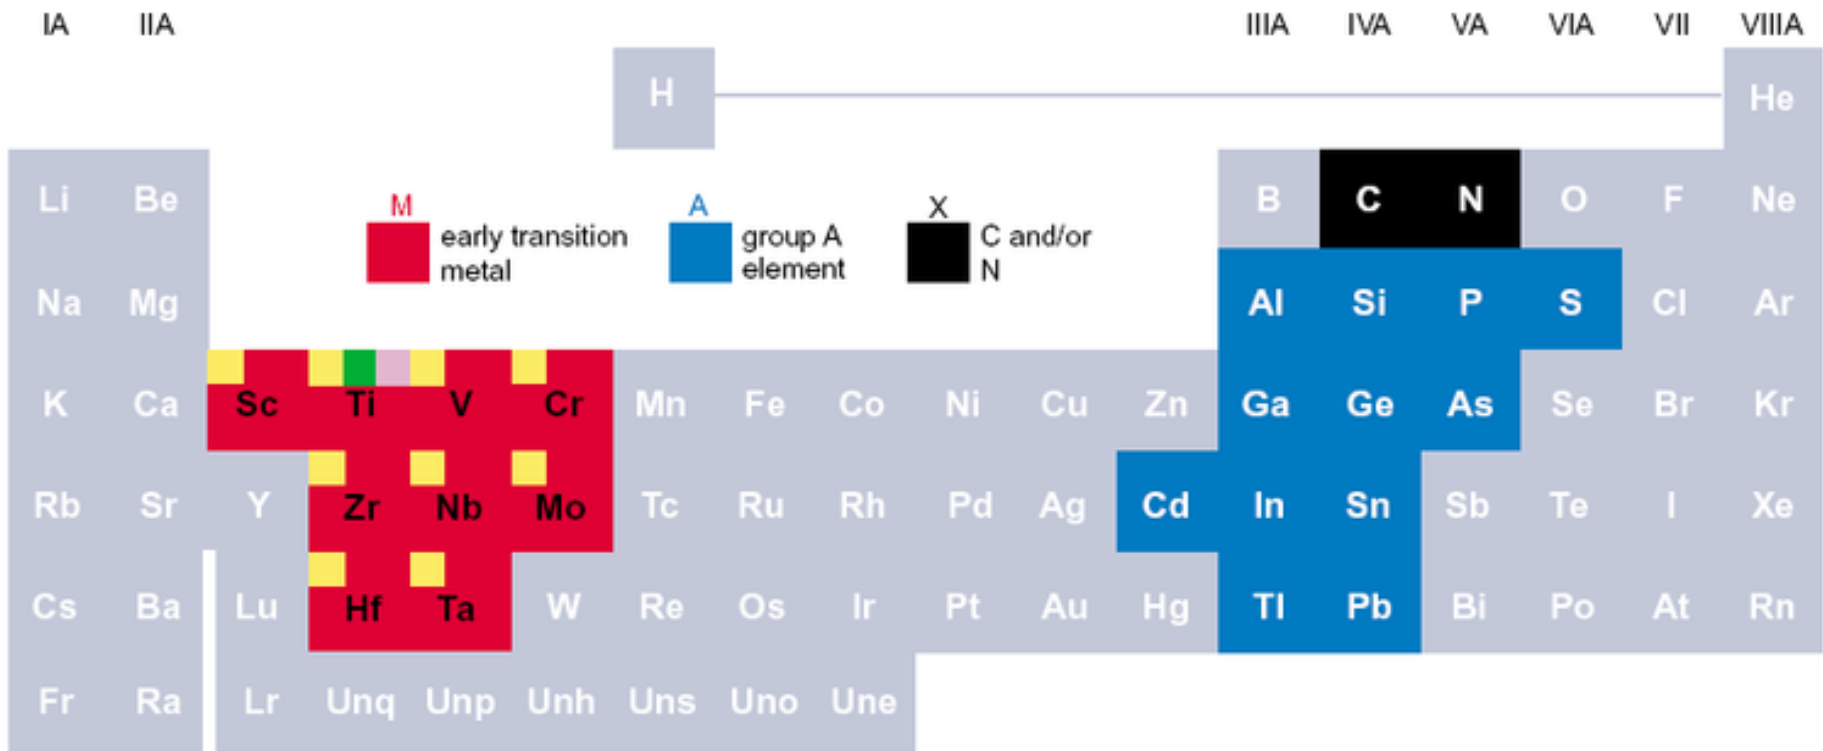 IA IIA IIIA IVA VA VIA VII VIIIA
H He
Li Be B C N O F Ne
M A X
early transition metal
group A element
C and/or N
Na Mg Al Si P S Cl Ar
K Ca Sc Ti V Cr Mn Fe Co Ni Cu Zn Ga Ge As Se Br Kr
Rb Sr Y Zr Nb Mo Tc Ru Rh Pd Ag Cd In Sn Sb Te I Xe
Cs Ba Lu Hf Ta W Re Os Ir Pt Au Hg Tl Pb Bi Po At Rn
Fr Ra Lr Unq Unp Unh Uns Uno Une